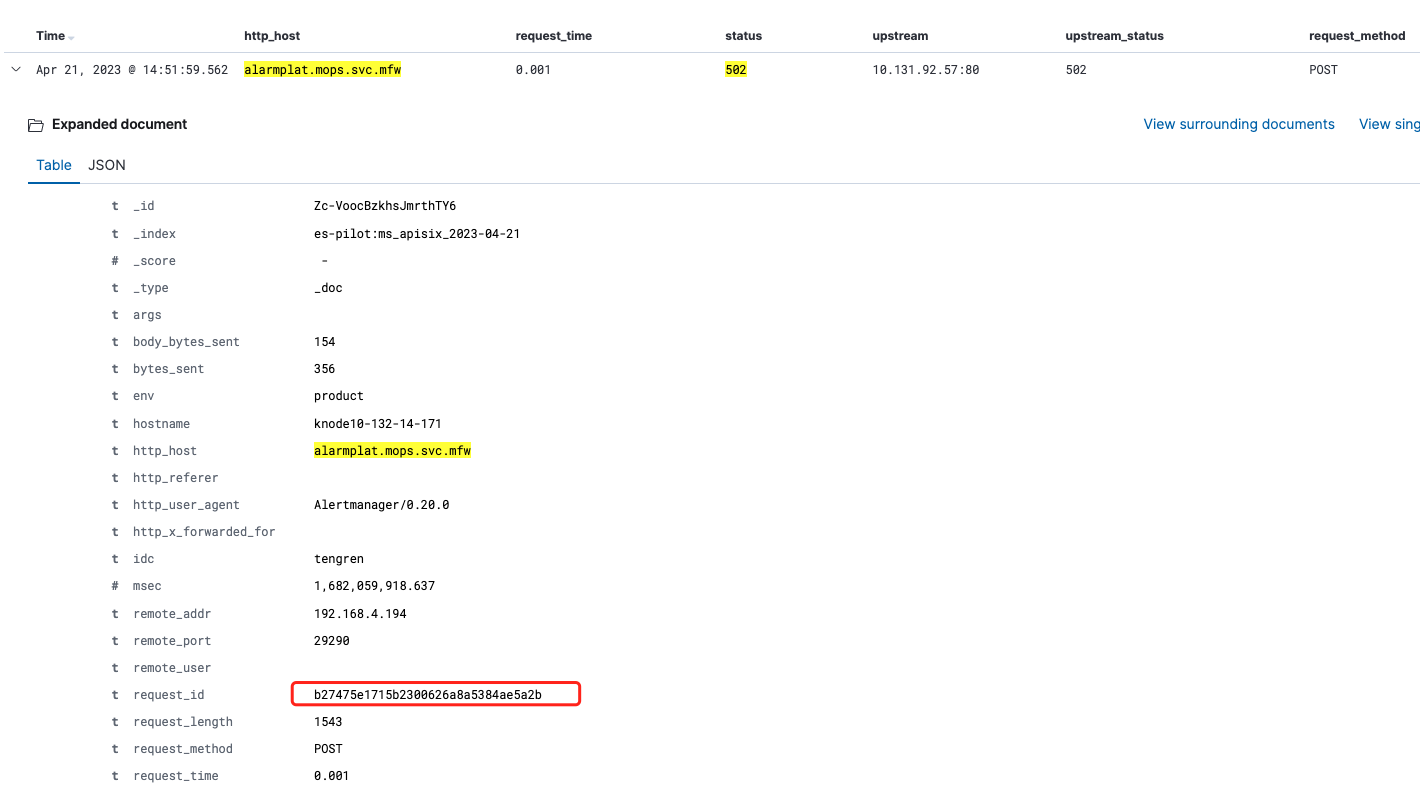 Time http_host request_time status upstream upstream_status request_method
Apr 21, 2023 @ 14:51:59.562 alarmplat.mops.svc.mfw 0.001 502 10.131.92.57:80 502 POST
Expanded document View surrounding documents View sing
Table JSON
t _id Zc-VoocBzkhsJmrthTY6
t _index es-pilot:ms_apisix_2023-04-21
# _score -
t _type _doc
t args
t body_bytes_sent 154
t bytes_sent 356
t env product
t hostname knode10-132-14-171
t http_host alarmplat.mops.svc.mfw
t http_referer
t http_user_agent Alertmanager/0.20.0
t http_x_forwarded_for
t idc tengren
# msec 1,682,059,918.637
t remote_addr 192.168.4.194
t remote_port 29290
t remote_user
t request_id b27475e1715b2300626a8a5384ae5a2b
t request_length 1543
t request_method POST
t request_time 0.001